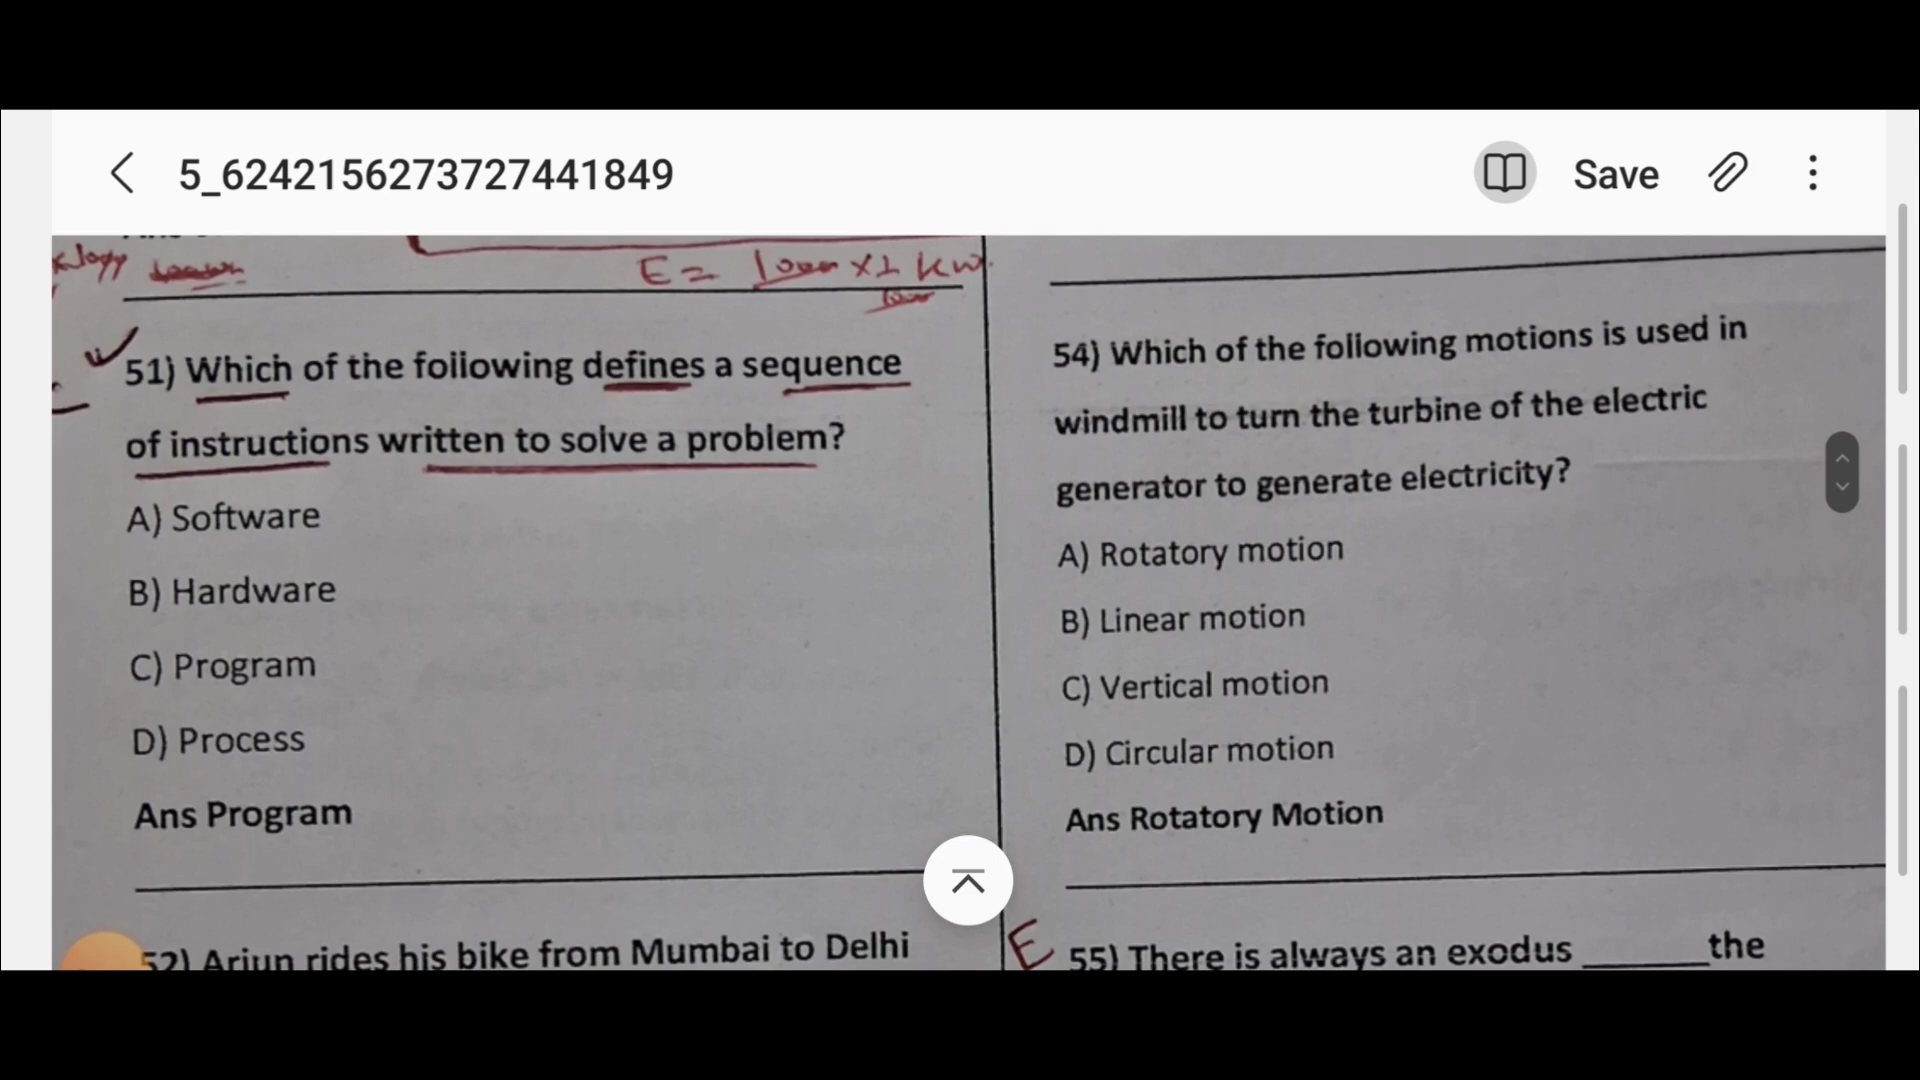 5_6242156273727441849
Save
E = 1000 × 1 kw
51) Which of the following defines a sequence
of instructions written to solve a problem?
A) Software
B) Hardware
C) Program
D) Process
Ans Program
52) Arjun rides his bike from Mumbai to Delhi
54) Which of the following motions is used in
windmill to turn the turbine of the electric
generator to generate electricity?
A) Rotatory motion
B) Linear motion
C) Vertical motion
D) Circular motion
Ans Rotatory Motion
E 55) There is always an exodus ______ the